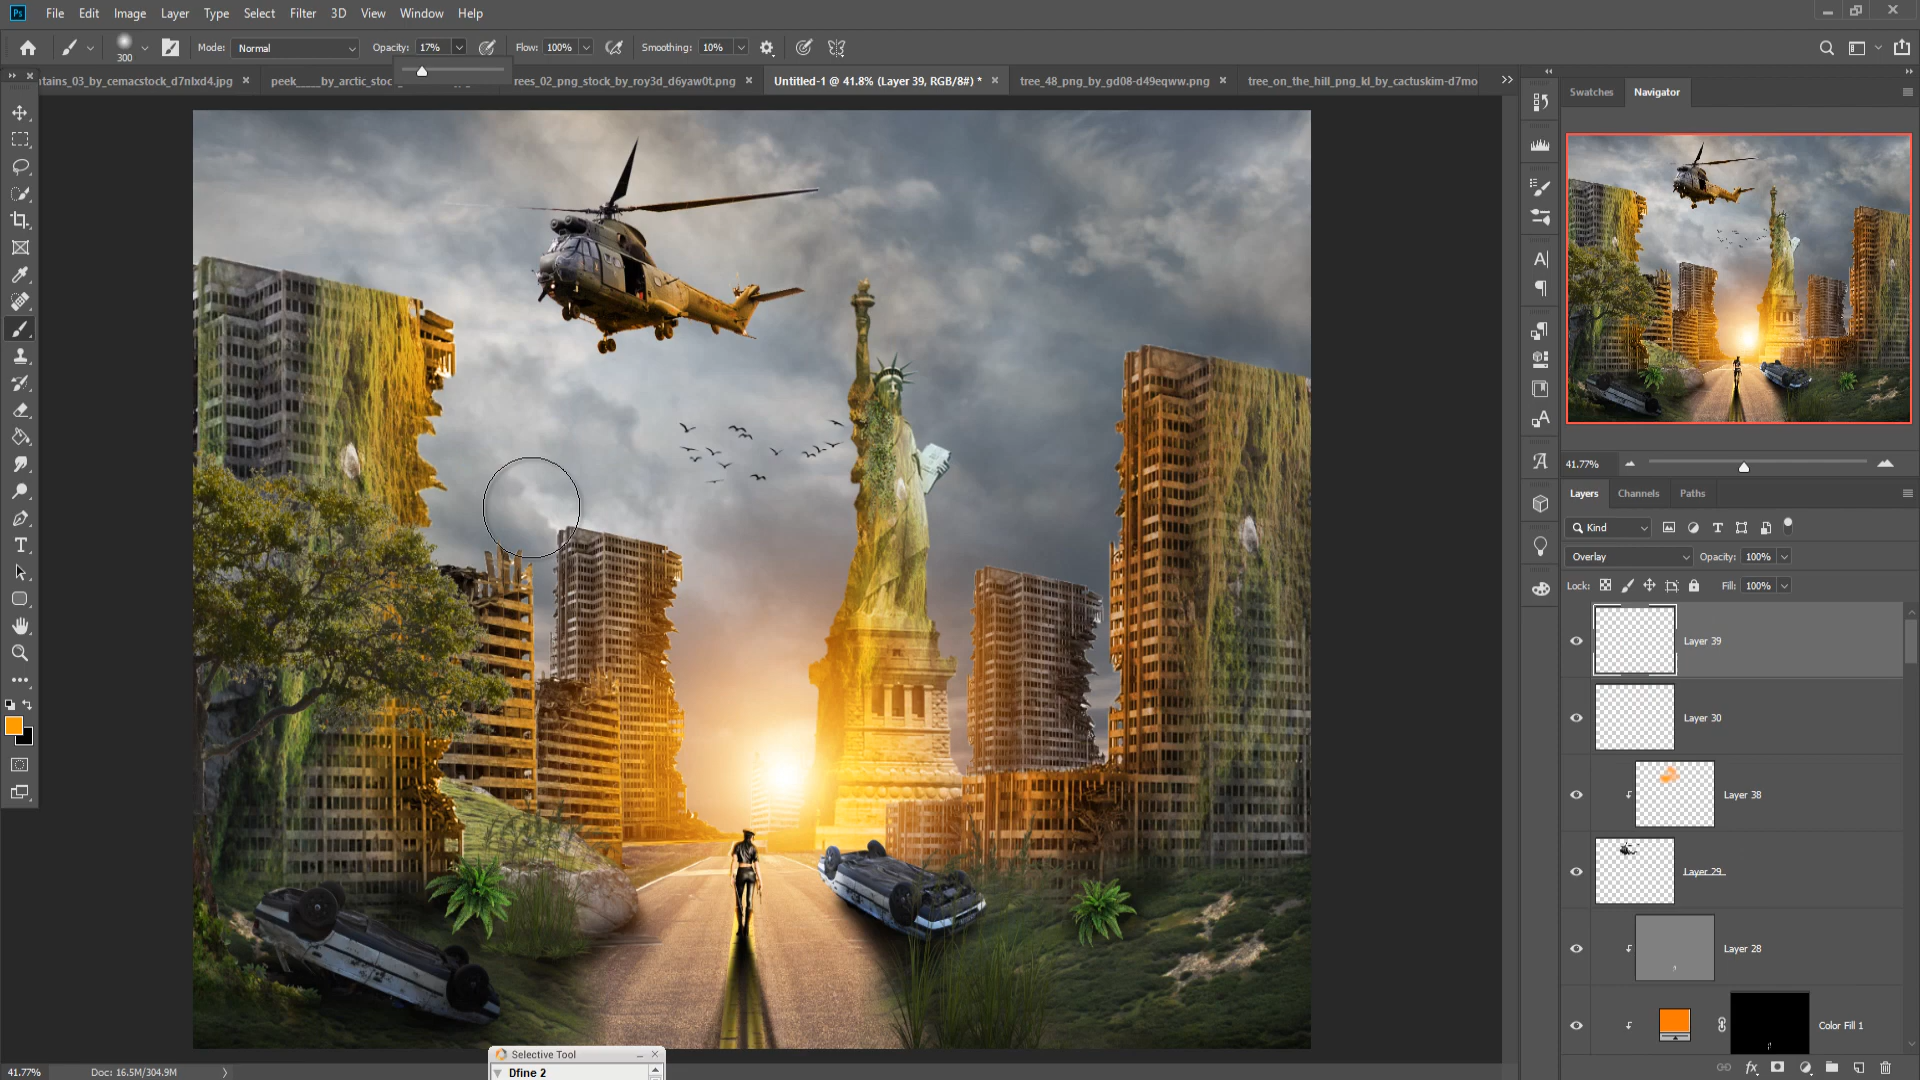 Ps File Edit Image Layer Type Select Filter 3D View Window Help
300 Mode: Normal Opacity: 17% Flow: 100% Smoothing: 10%
tains_03_by_cemacstock_d7nlxd4.jpg × peek____by_arctic_stoc rees_02_png_stock_by_roy3d_d6yaw0t.png × Untitled-1 @ 41.8% (Layer 39, RGB/8#) * × tree_48_png_by_gd08-d49eqww.png × tree_on_the_hill_png_kl_by_cactuskim-d7mo
Swatches Navigator
41.77%
Layers Channels Paths
Kind
Overlay Opacity: 100%
Lock: Fill: 100%
Layer 39
Layer 30
Layer 38
Layer 29
Layer 28
Color Fill 1
Selective Tool
Dfine 2
41.77% Doc: 16.5M/304.9M